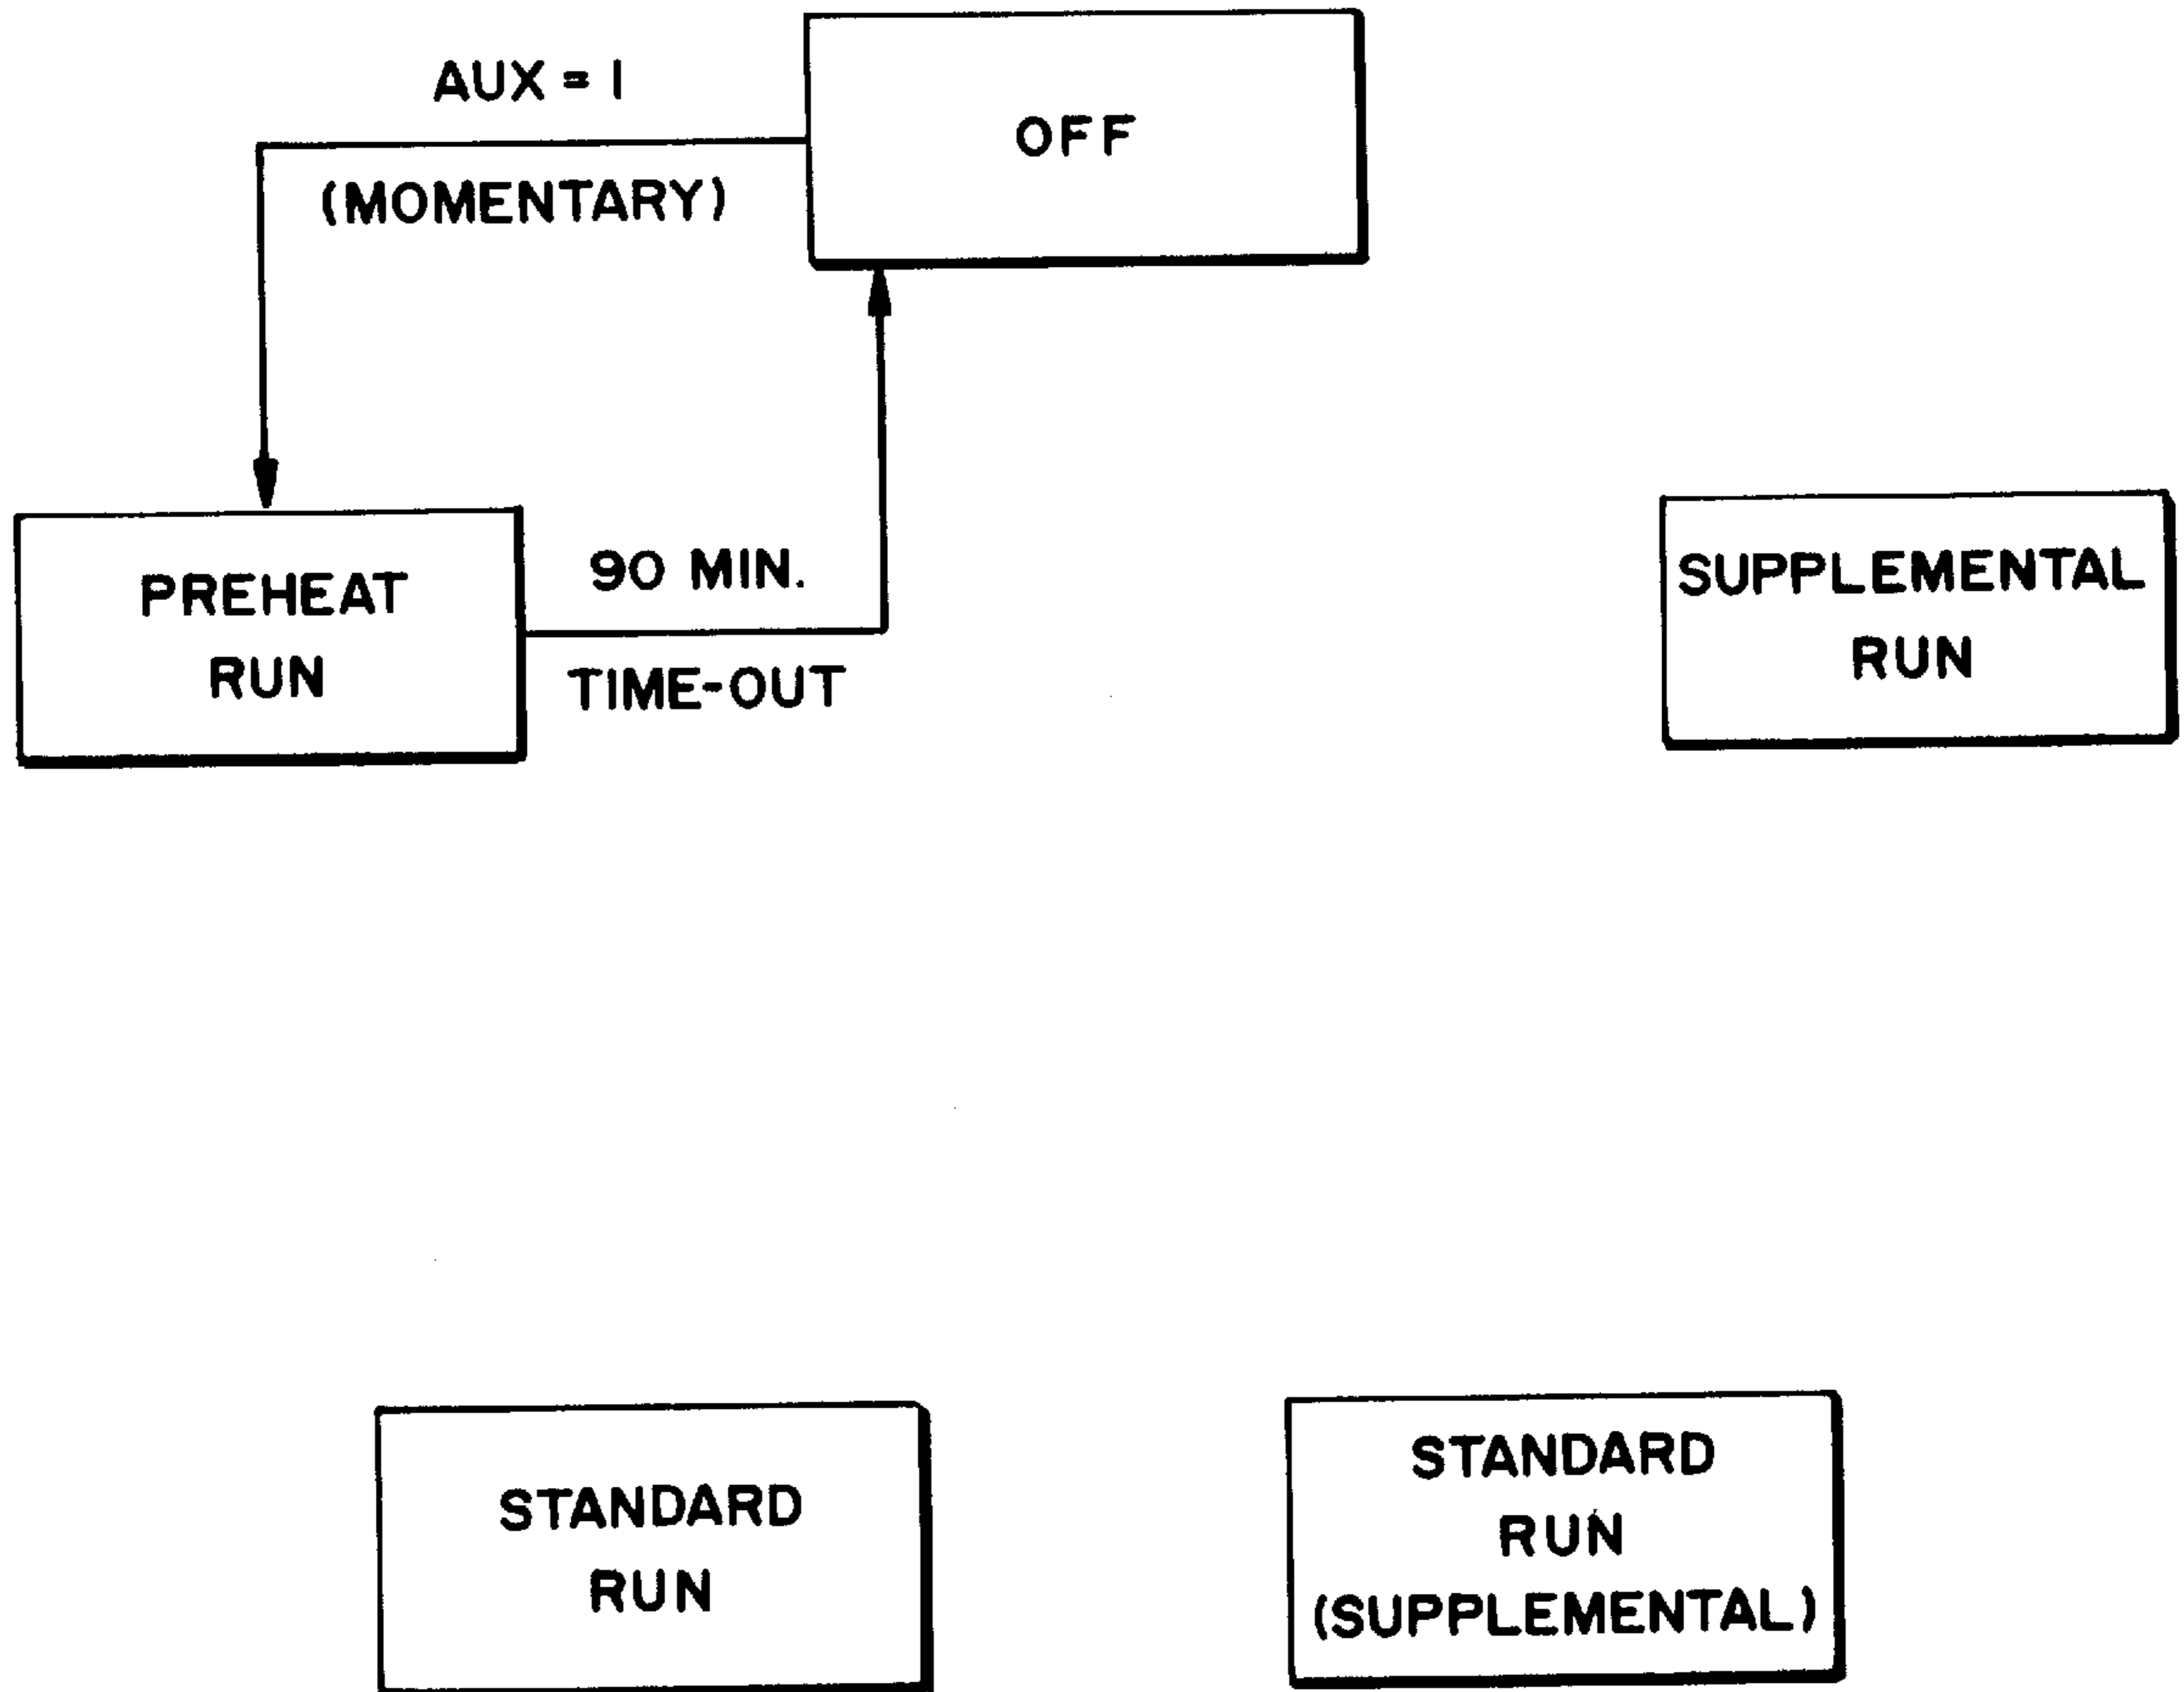 AUX = 1
(MOMENTARY)
OFF
PREHEAT
RUN
90 MIN.
TIME-OUT
SUPPLEMENTAL
RUN
STANDARD
RUN
STANDARD
RUN
(SUPPLEMENTAL)